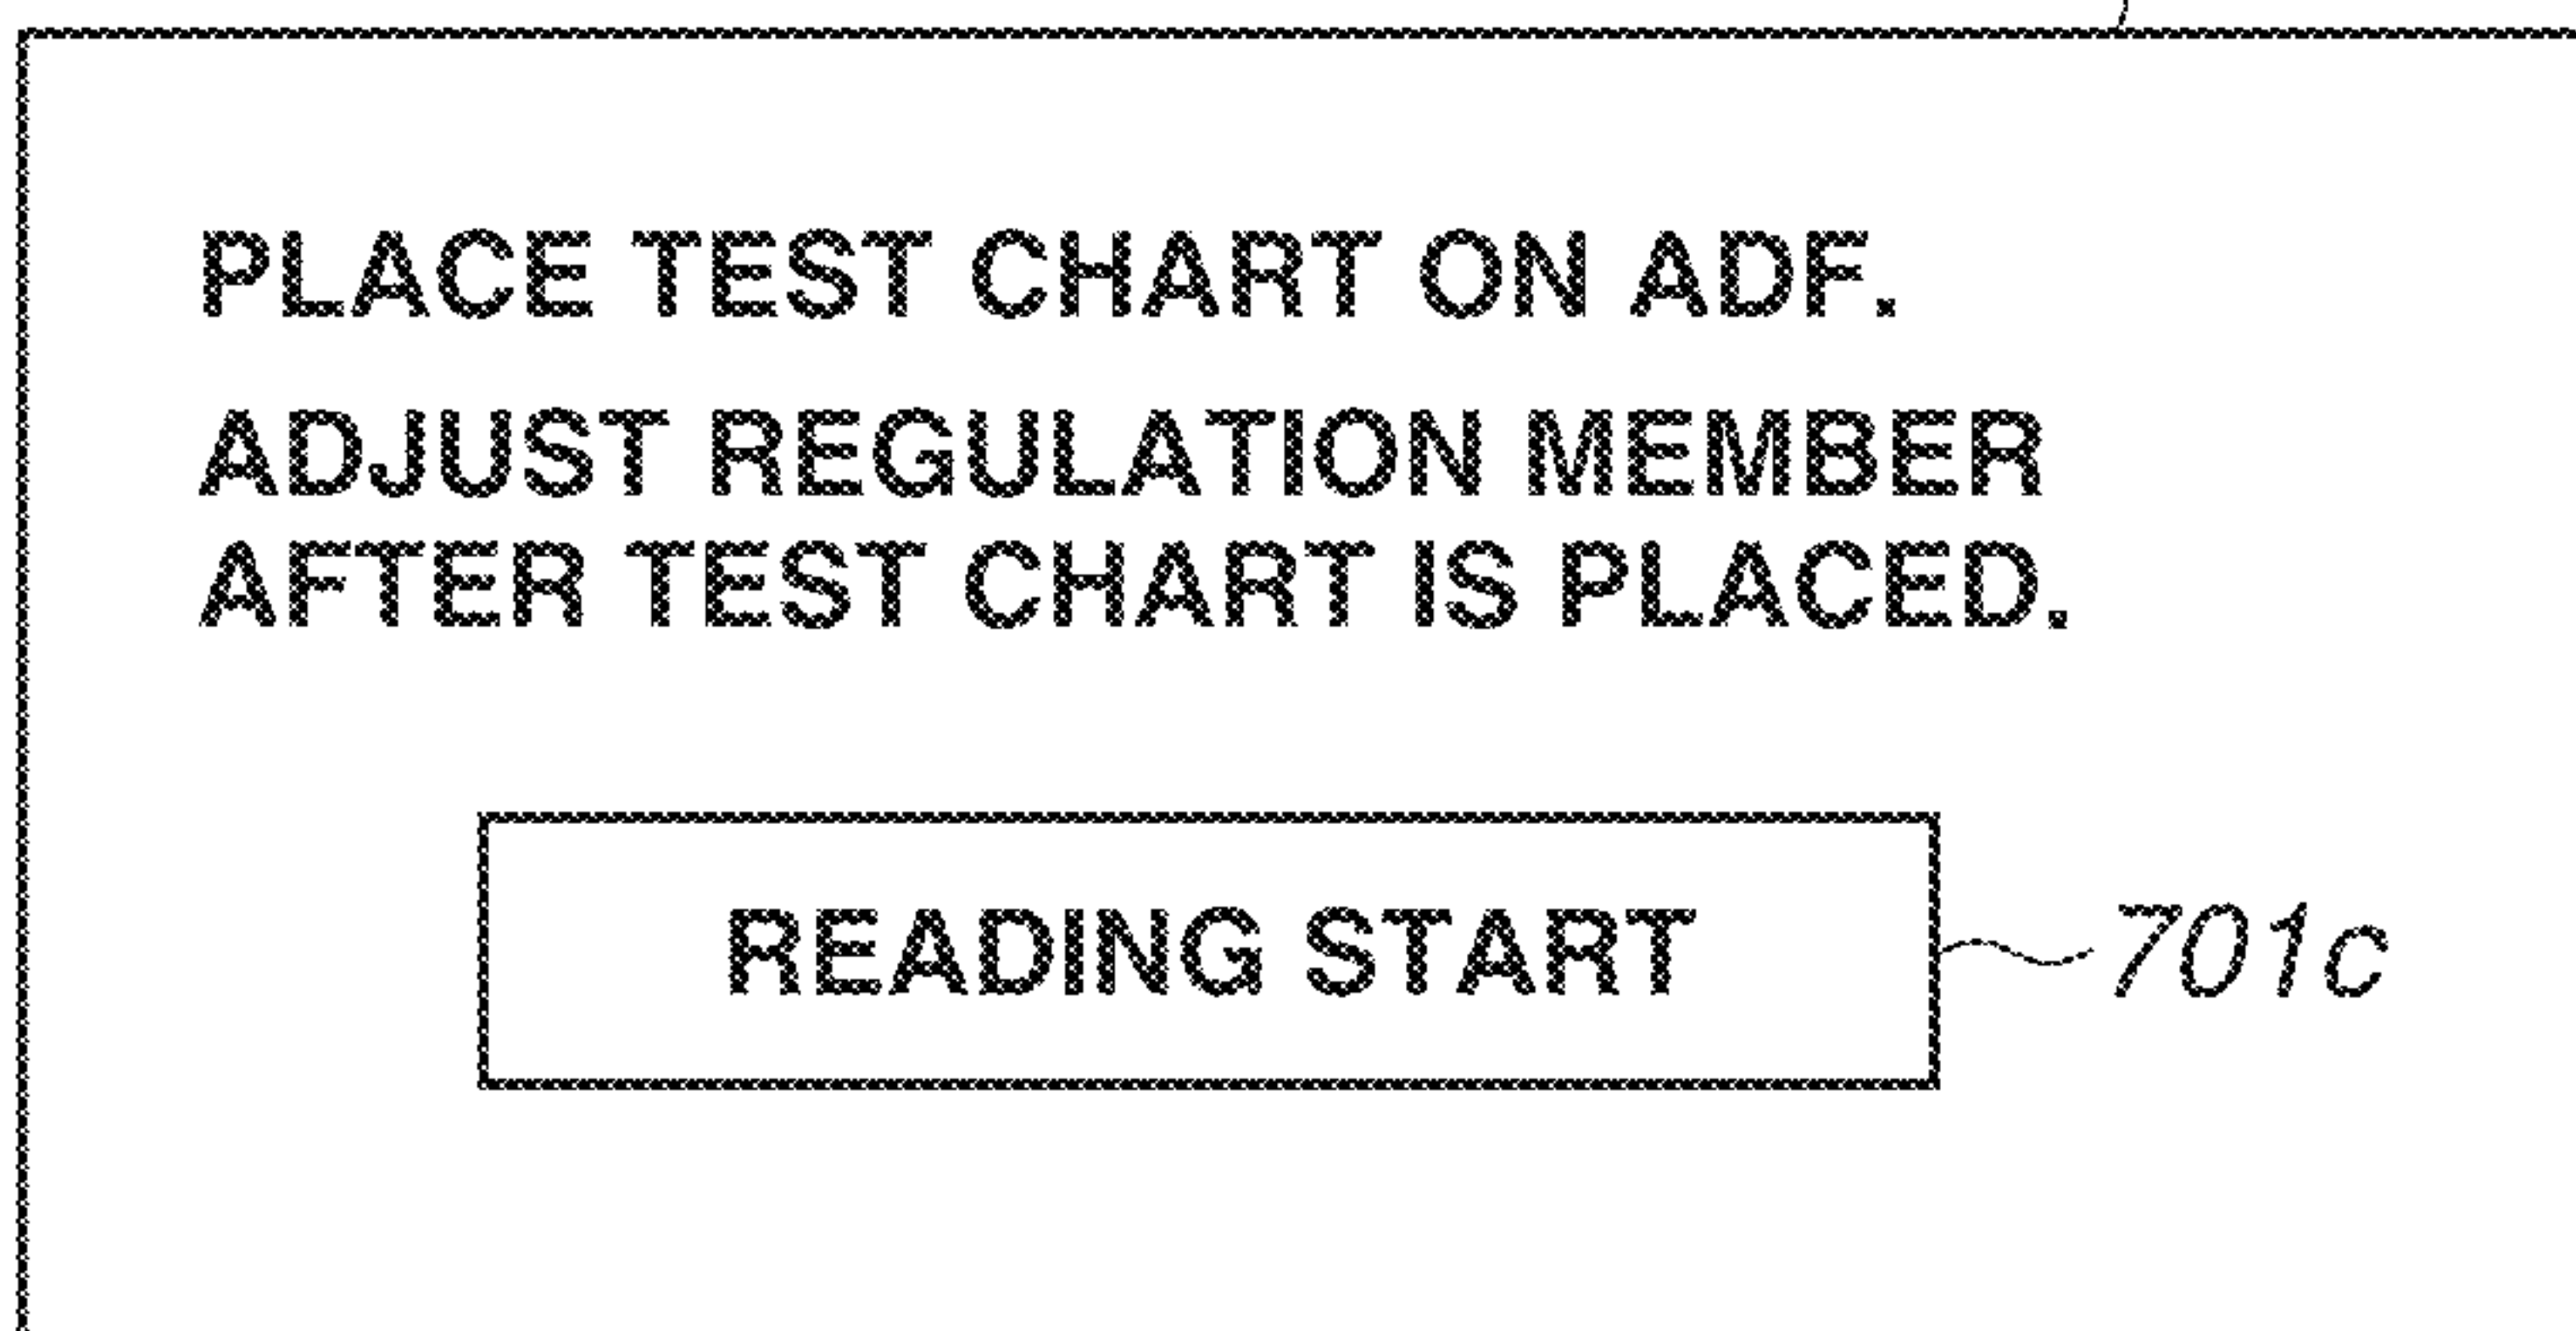 PLACE TEST CHART ON ADF.
ADJUST REGULATION MEMBER
AFTER TEST CHART IS PLACED.
READING START
701c